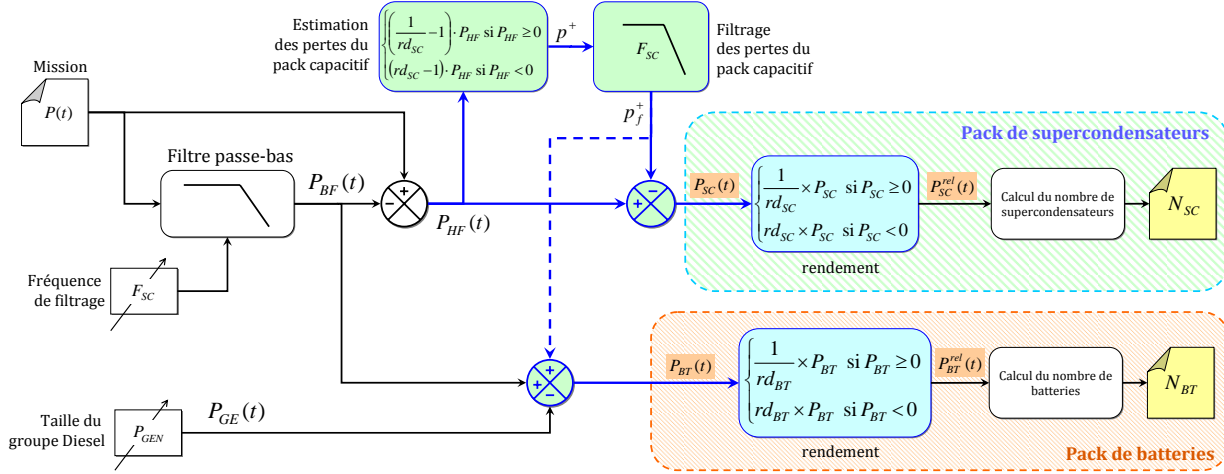 Mission
P(t)
Estimation
des pertes du
pack capacitif
(1/rd_SC −1)·P_HF si P_HF ≥ 0
(rd_SC −1)·P_HF si P_HF < 0
p^+
F_SC
Filtrage
des pertes du
pack capacitif
p_f^+
Filtre passe-bas
P_BF(t)
+
−
P_HF(t)
+
−
Fréquence
de filtrage
F_SC
Pack de supercondensateurs
P_SC(t)
1/rd_SC × P_SC si P_SC ≥ 0
rd_SC × P_SC si P_SC < 0
rendement
P_SC^rel(t)
Calcul du nombre de
supercondensateurs
N_SC
+
+
−
Taille du
groupe Diesel
P_GEN
P_GE(t)
P_BT(t)
1/rd_BT × P_BT si P_BT ≥ 0
rd_BT × P_BT si P_BT < 0
rendement
P_BT^rel(t)
Calcul du nombre de
batteries
N_BT
Pack de batteries